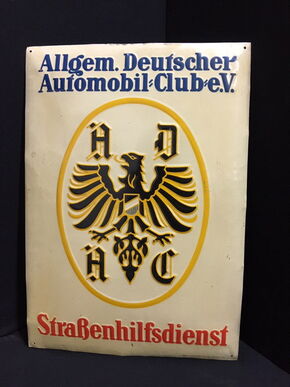 Allgem. Deutscher
Automobil-Club e.V.
A D
A C
Straßenhilfsdienst